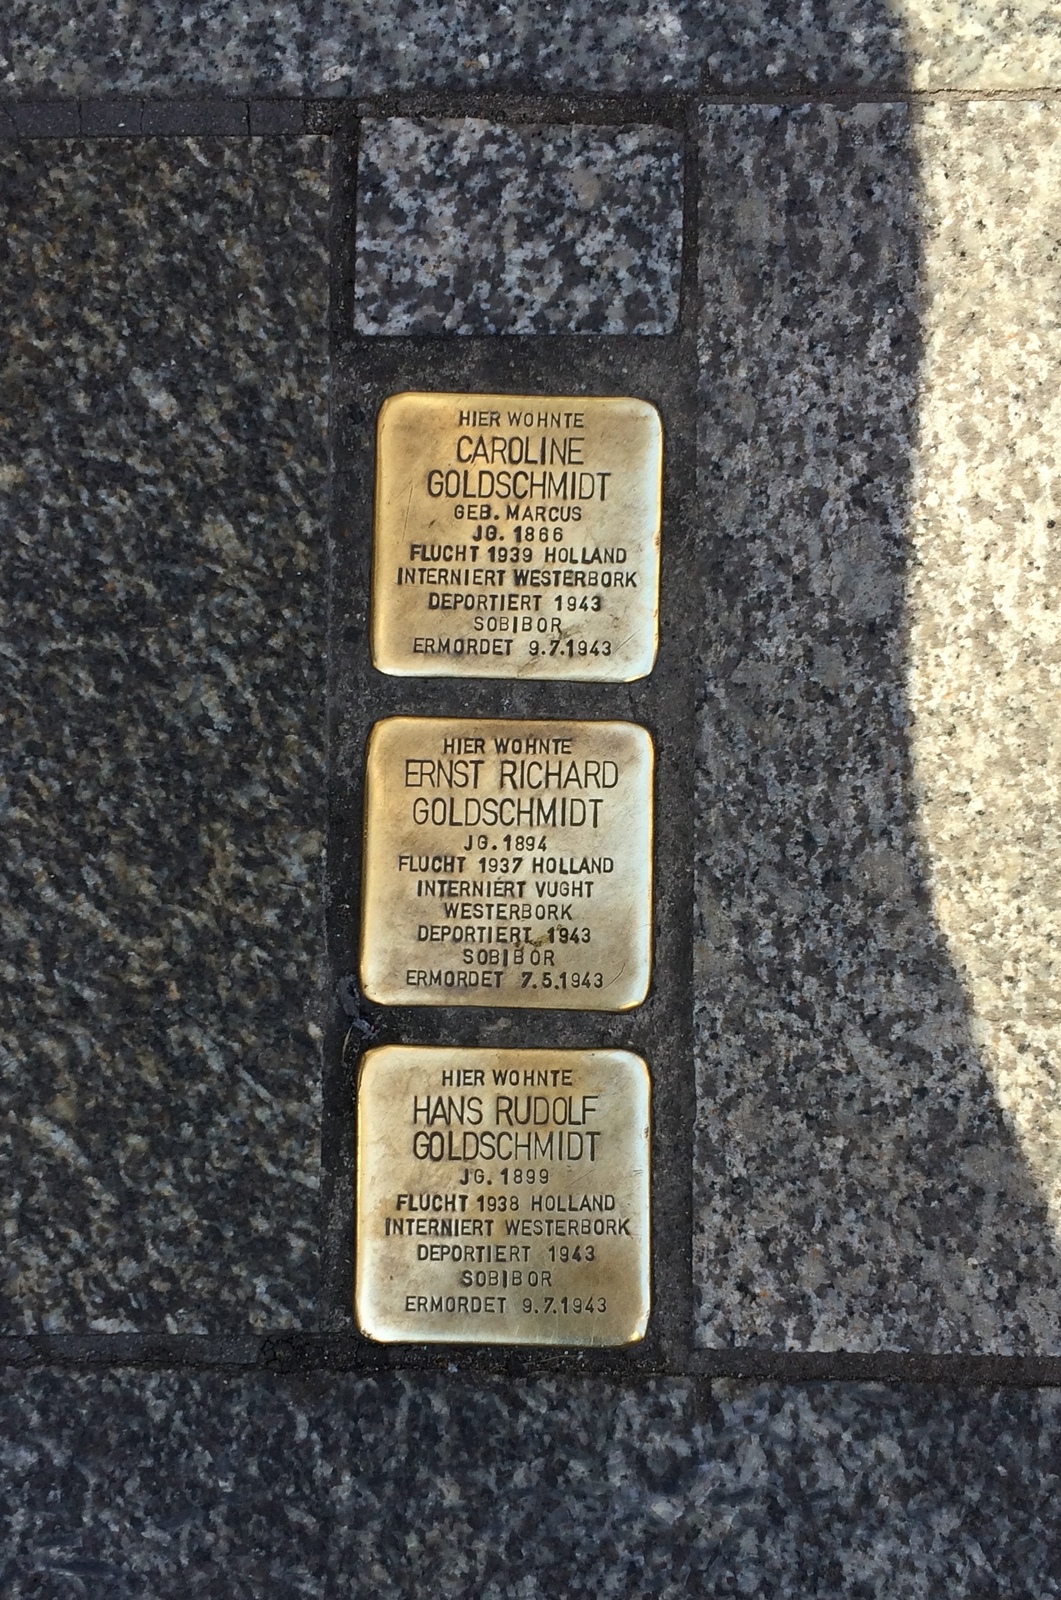 HIER WOHNTE
CAROLINE
GOLDSCHMIDT
GEB. MARCUS
JG. 1866
FLUCHT 1939 HOLLAND
INTERNIERT WESTERBORK
DEPORTIERT 1943
SOBIBOR
ERMORDET 9.7.1943
HIER WOHNTE
ERNST RICHARD
GOLDSCHMIDT
JG. 1894
FLUCHT 1937 HOLLAND
INTERNIERT VUGHT
WESTERBORK
DEPORTIERT 1943
SOBIBOR
ERMORDET 7.5.1943
HIER WOHNTE
HANS RUDOLF
GOLDSCHMIDT
JG. 1899
FLUCHT 1938 HOLLAND
INTERNIERT WESTERBORK
DEPORTIERT 1943
SOBIBOR
ERMORDET 9.7.1943